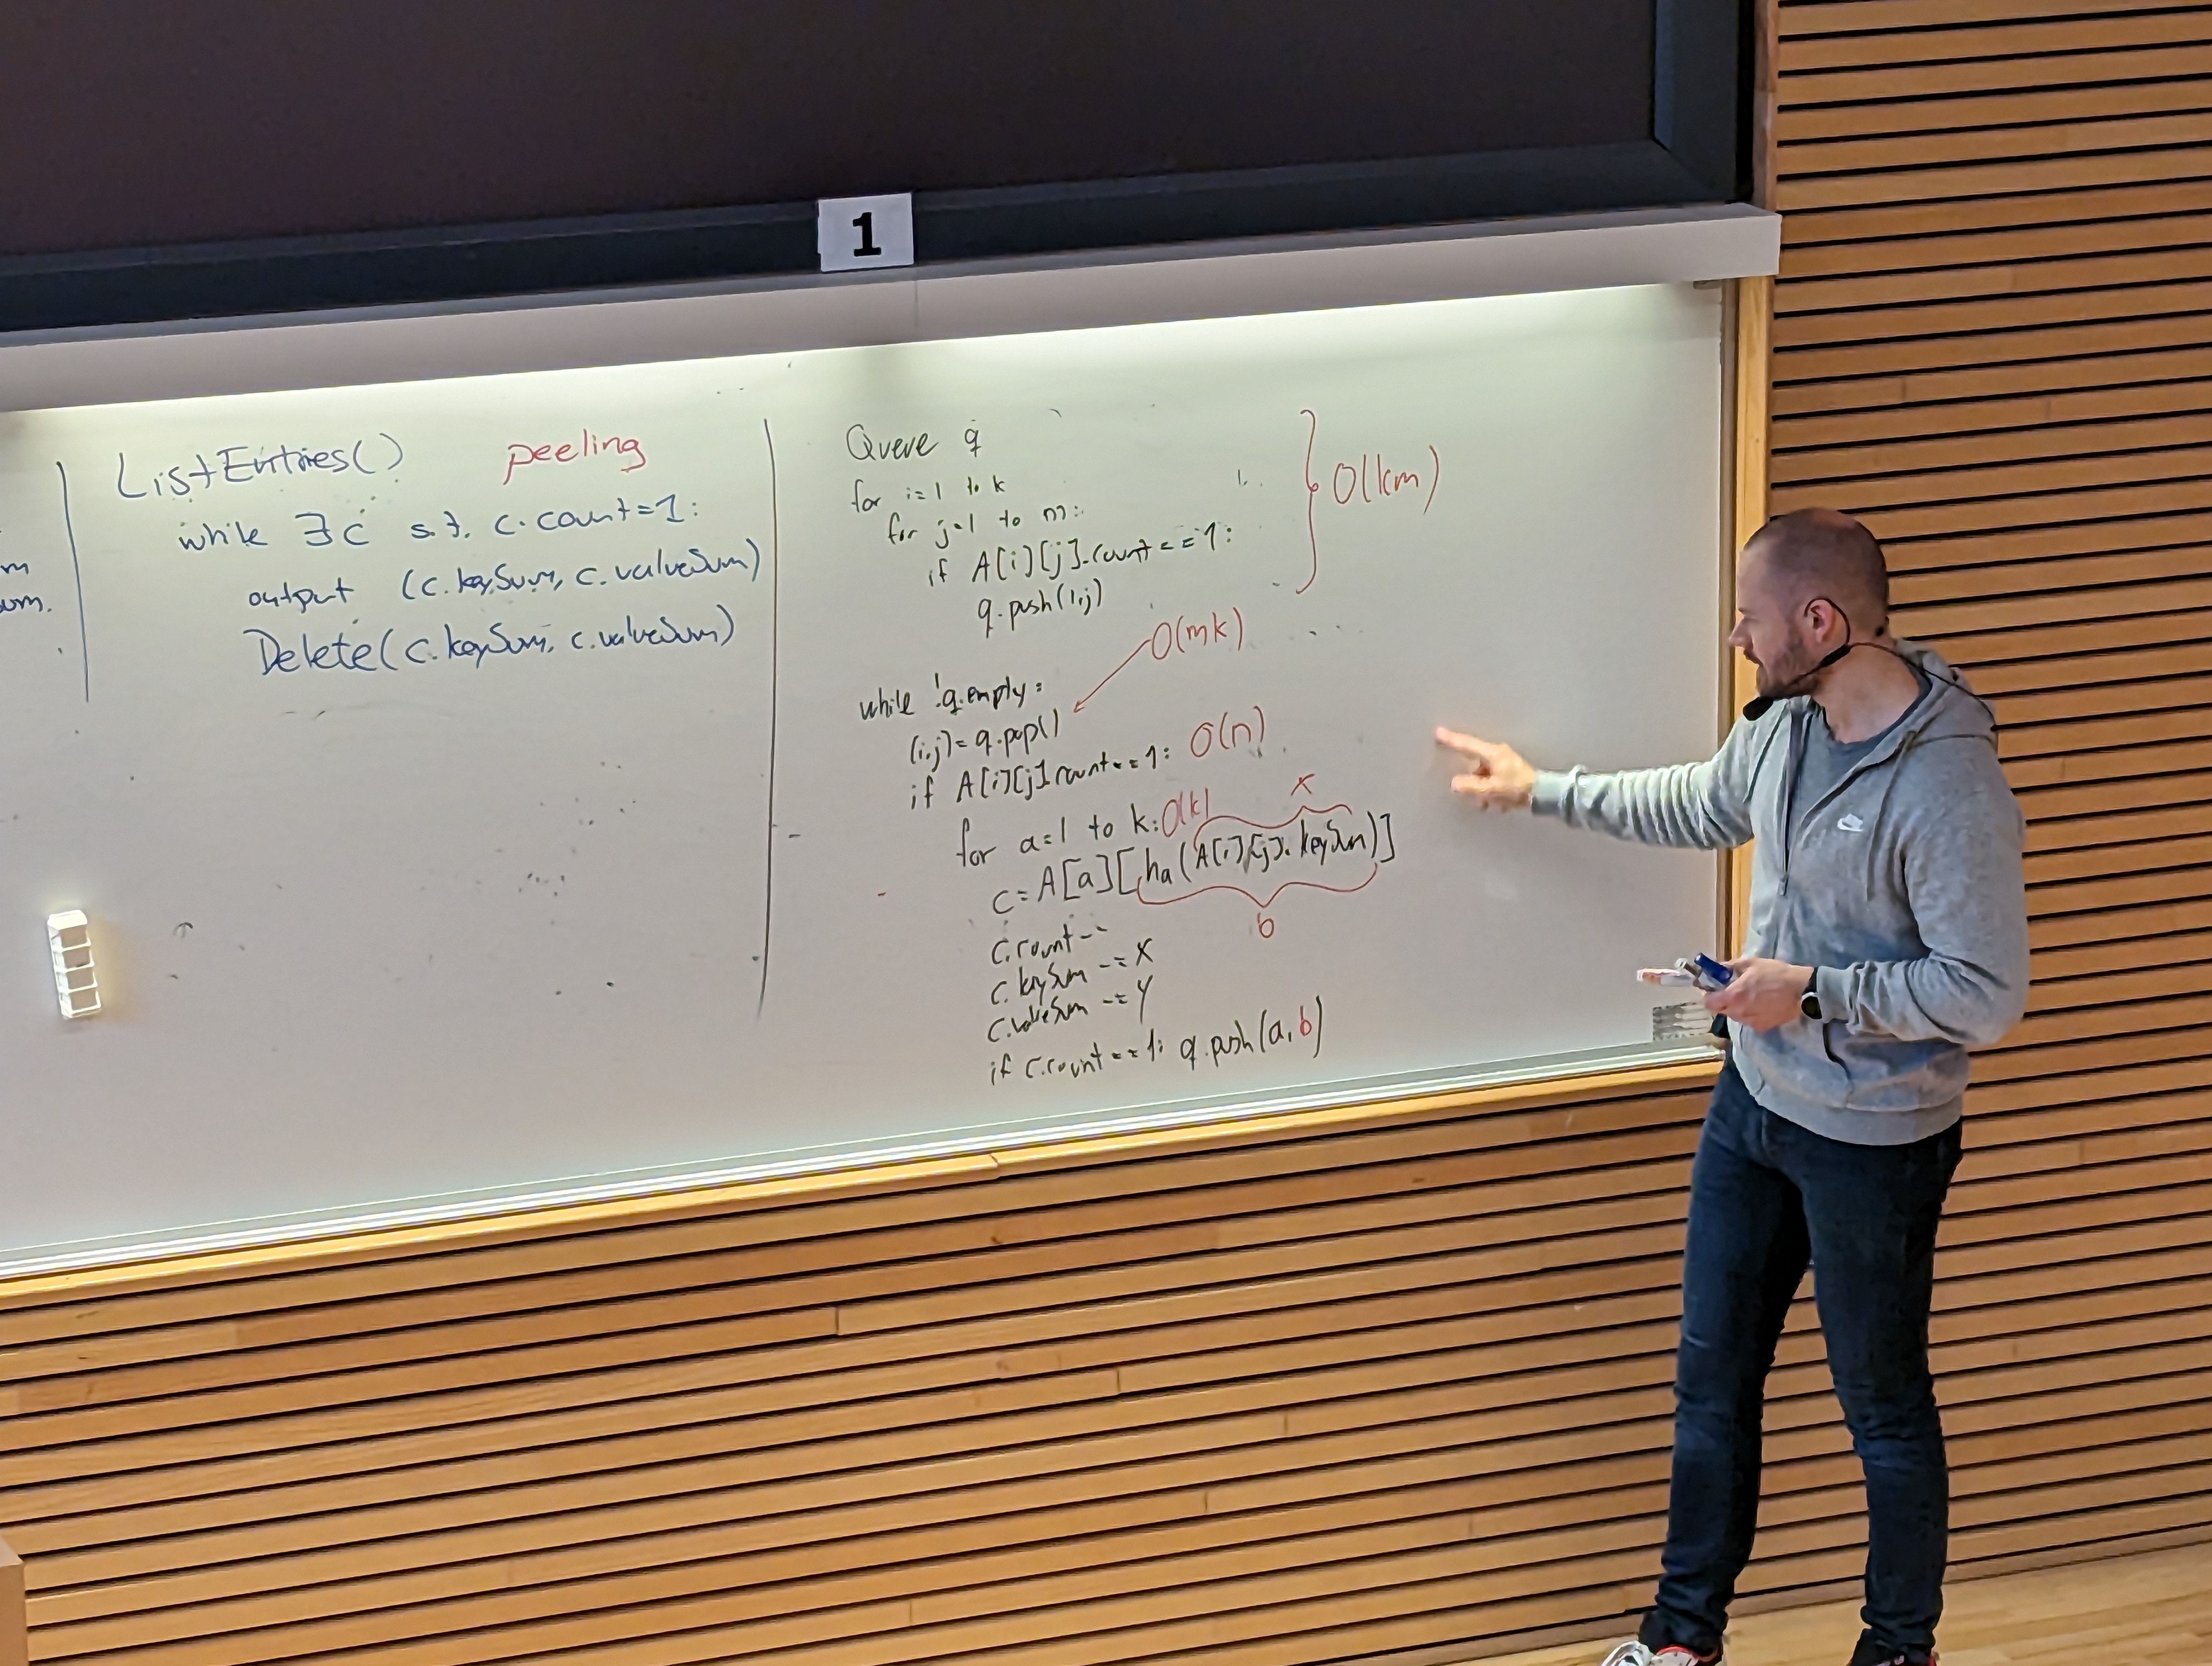 1
m
um.
ListEntries() peeling
while ∃c s.t. c.count=1:
output (c.keySum, c.valueSum)
Delete(c.keySum, c.valueSum)
Queue q
for i=1 to k
for j=1 to m:
if A[i][j].count==1:
q.push(i,j)
O(km)
O(mk)
while !q.empty:
(i,j)=q.pop()
if A[i][j].count==1: O(n)
for a=1 to k: O(k)
x
c=A[a][ha(A[i][j].keySum)]
b
c.count--
c.keySum -= x
c.valueSum -= y
if c.count==1: q.push(a,b)